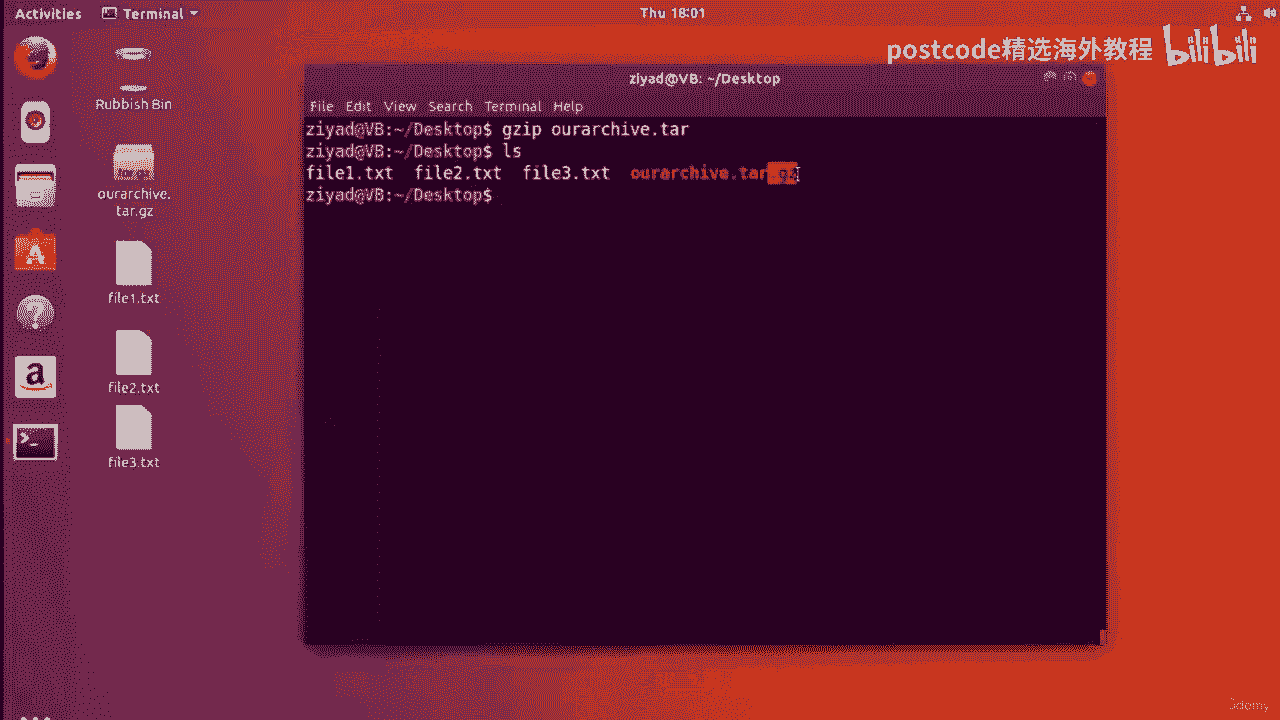 Activities Terminal Thu 18:01
postcode精选海外教程 bilibili
Rubbish Bin
ourarchive.
tar.gz
file1.txt
file2.txt
file3.txt
ziyad@VB: ~/Desktop
File Edit View Search Terminal Help
ziyad@VB:~/Desktop$ gzip ourarchive.tar
ziyad@VB:~/Desktop$ ls
file1.txt file2.txt file3.txt ourarchive.tar.gz
ziyad@VB:~/Desktop$
Udemy